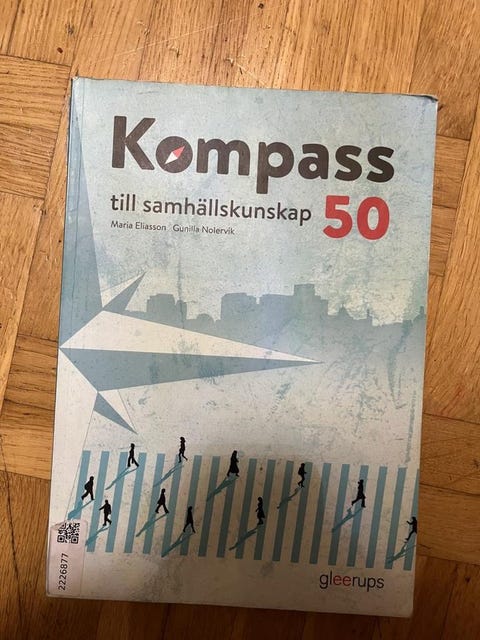 Kompass
till samhällskunskap 50
Maria Eliasson Gunilla Nolervik
gleerups
2226877